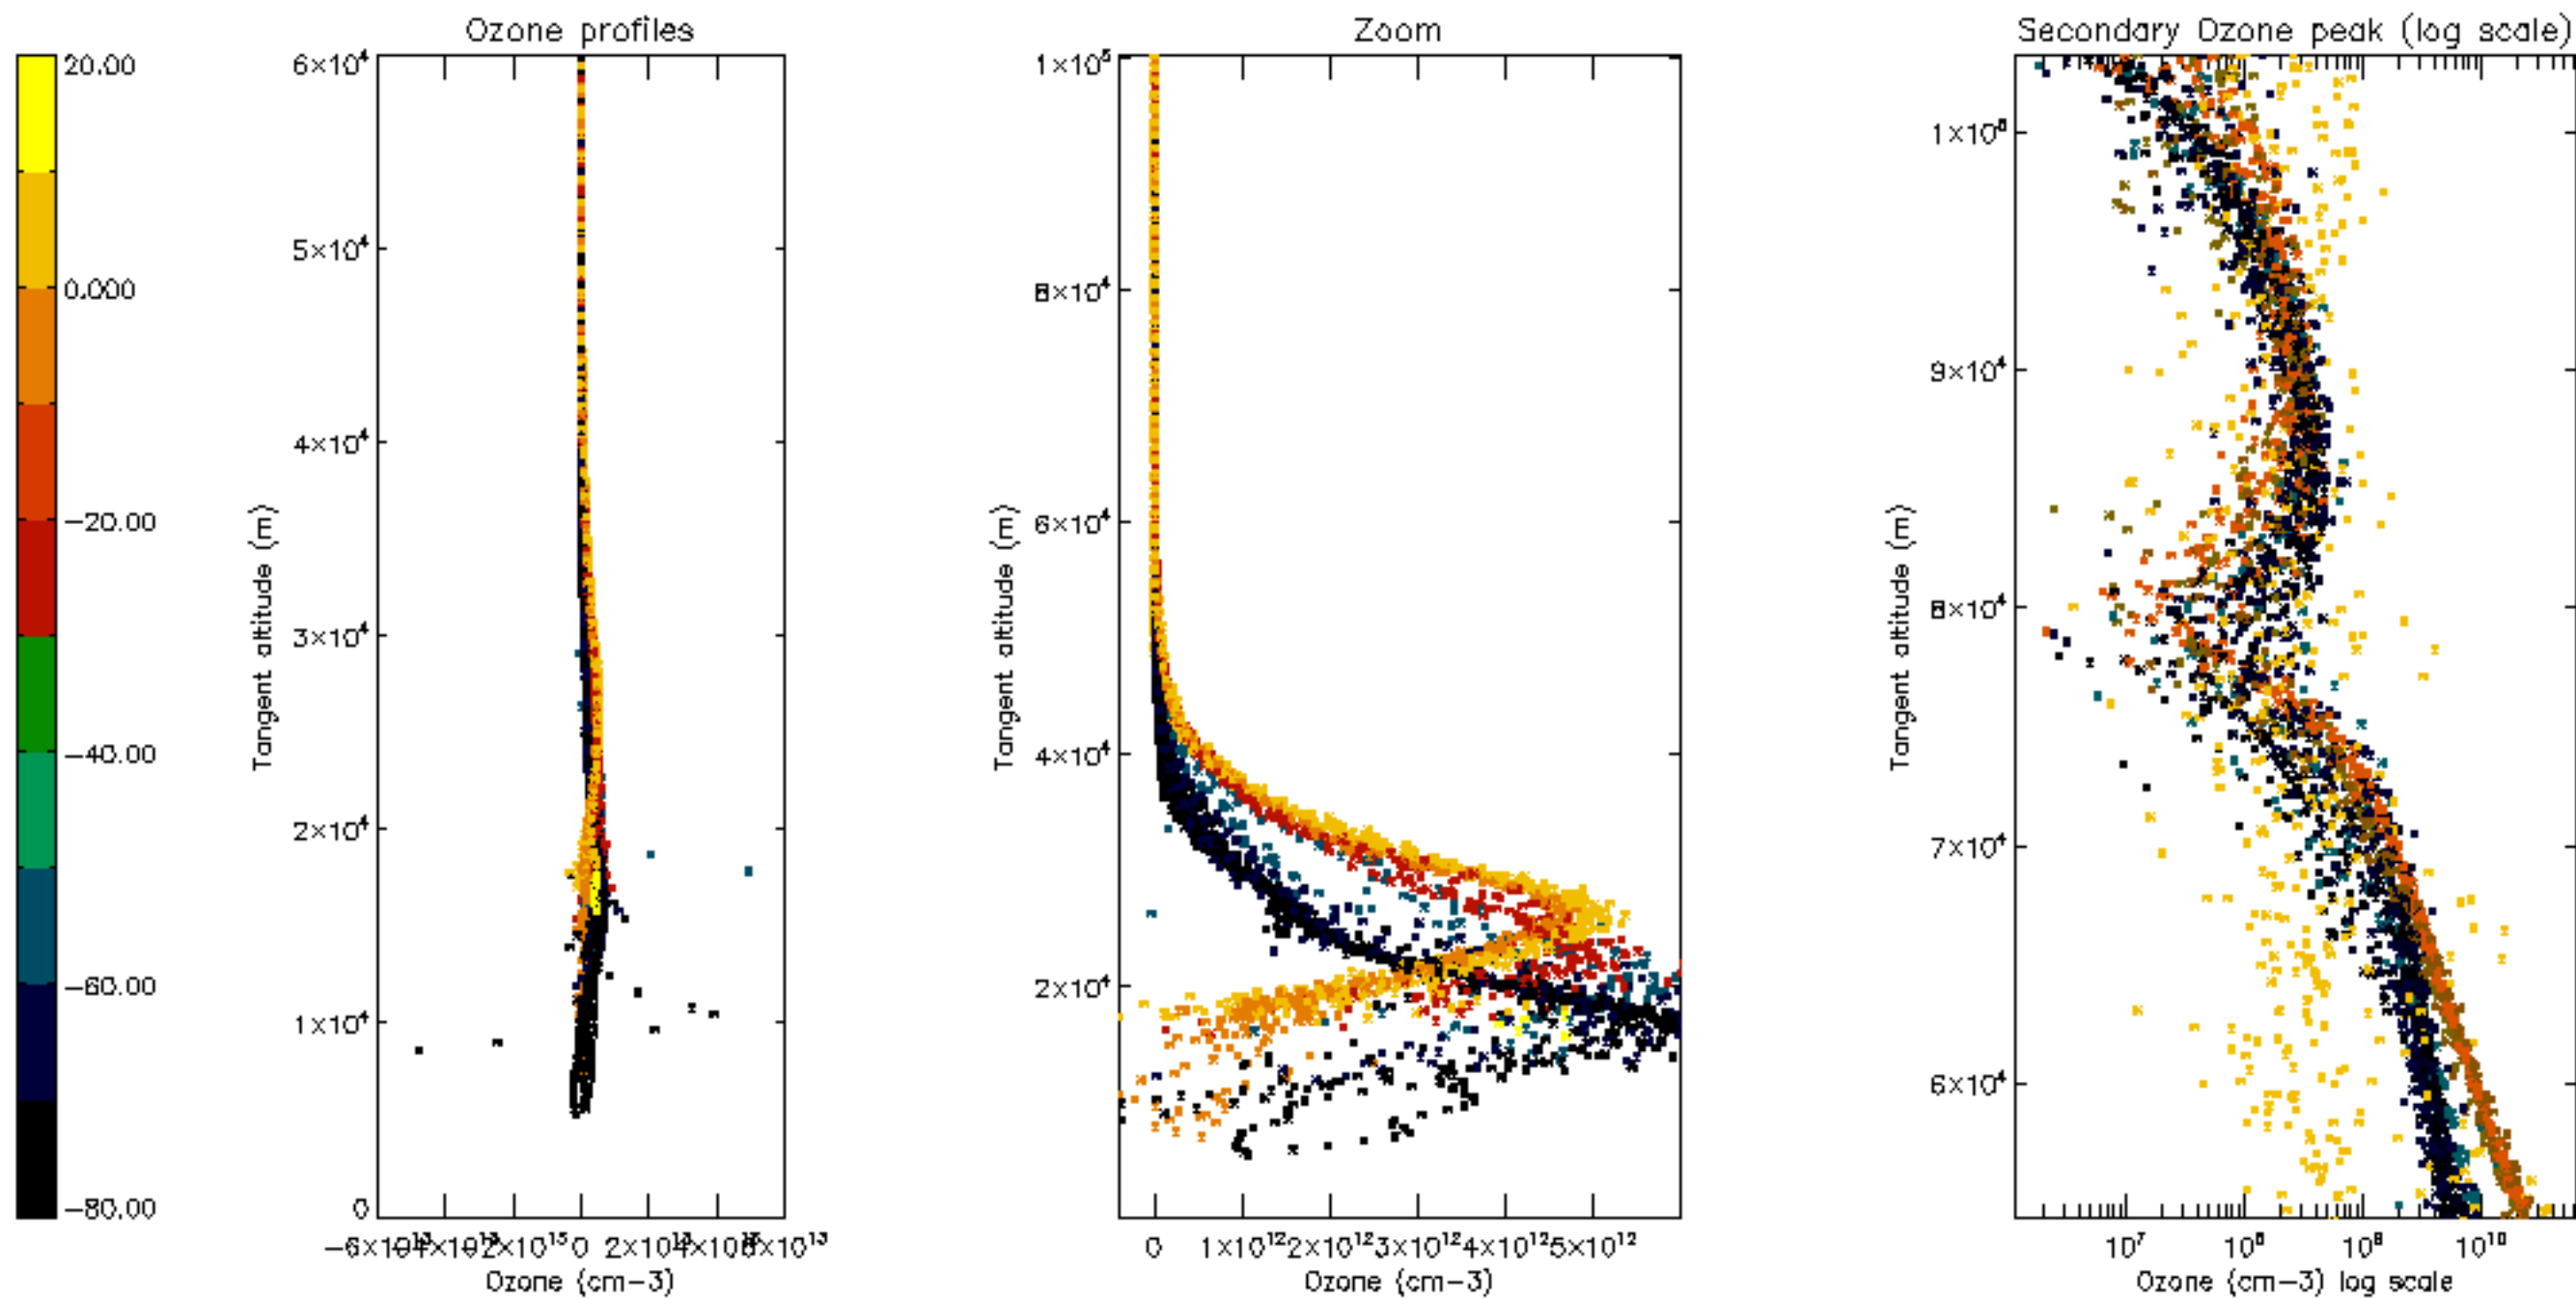 Ozone profiles
Zoom
Secondary Ozone peak (log scale)
20.00
0.000
−20.00
−40.00
−60.00
−80.00
Tangent altitude (m)
6×10⁴
5×10⁴
4×10⁴
3×10⁴
2×10⁴
1×10⁴
0
0
Ozone (cm−3)
Tangent altitude (m)
1×10⁵
8×10⁴
6×10⁴
4×10⁴
2×10⁴
0 1×10¹² 2×10¹² 3×10¹² 4×10¹² 5×10¹²
Ozone (cm−3)
Tangent altitude (m)
9×10⁴
8×10⁴
7×10⁴
6×10⁴
10⁷ 10⁸ 10⁹ 10¹⁰
Ozone (cm−3) log scale